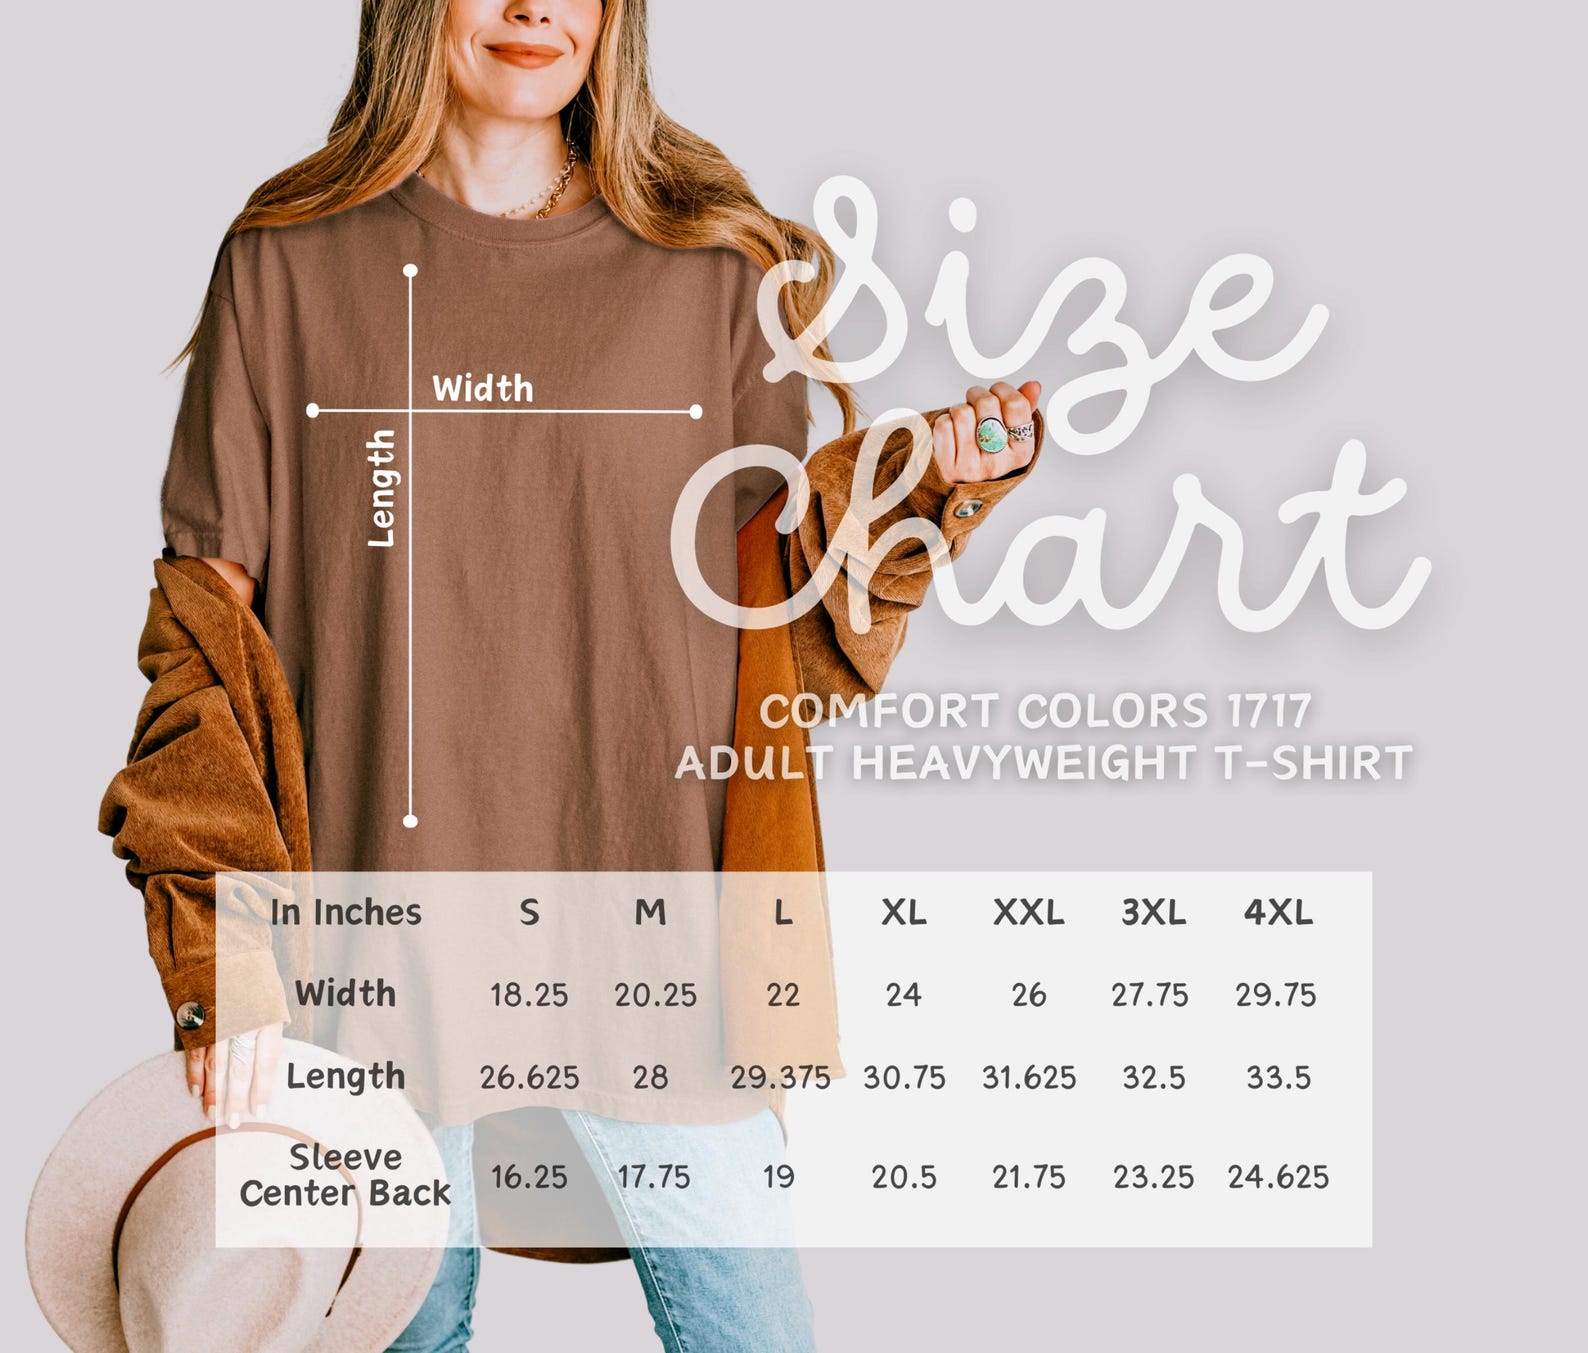 Size
Chart
COMFORT COLORS 1717
ADULT HEAVYWEIGHT T-SHIRT
Width
Length
In Inches S M L XL XXL 3XL 4XL
Width 18.25 20.25 22 24 26 27.75 29.75
Length 26.625 28 29.375 30.75 31.625 32.5 33.5
Sleeve
Center Back 16.25 17.75 19 20.5 21.75 23.25 24.625